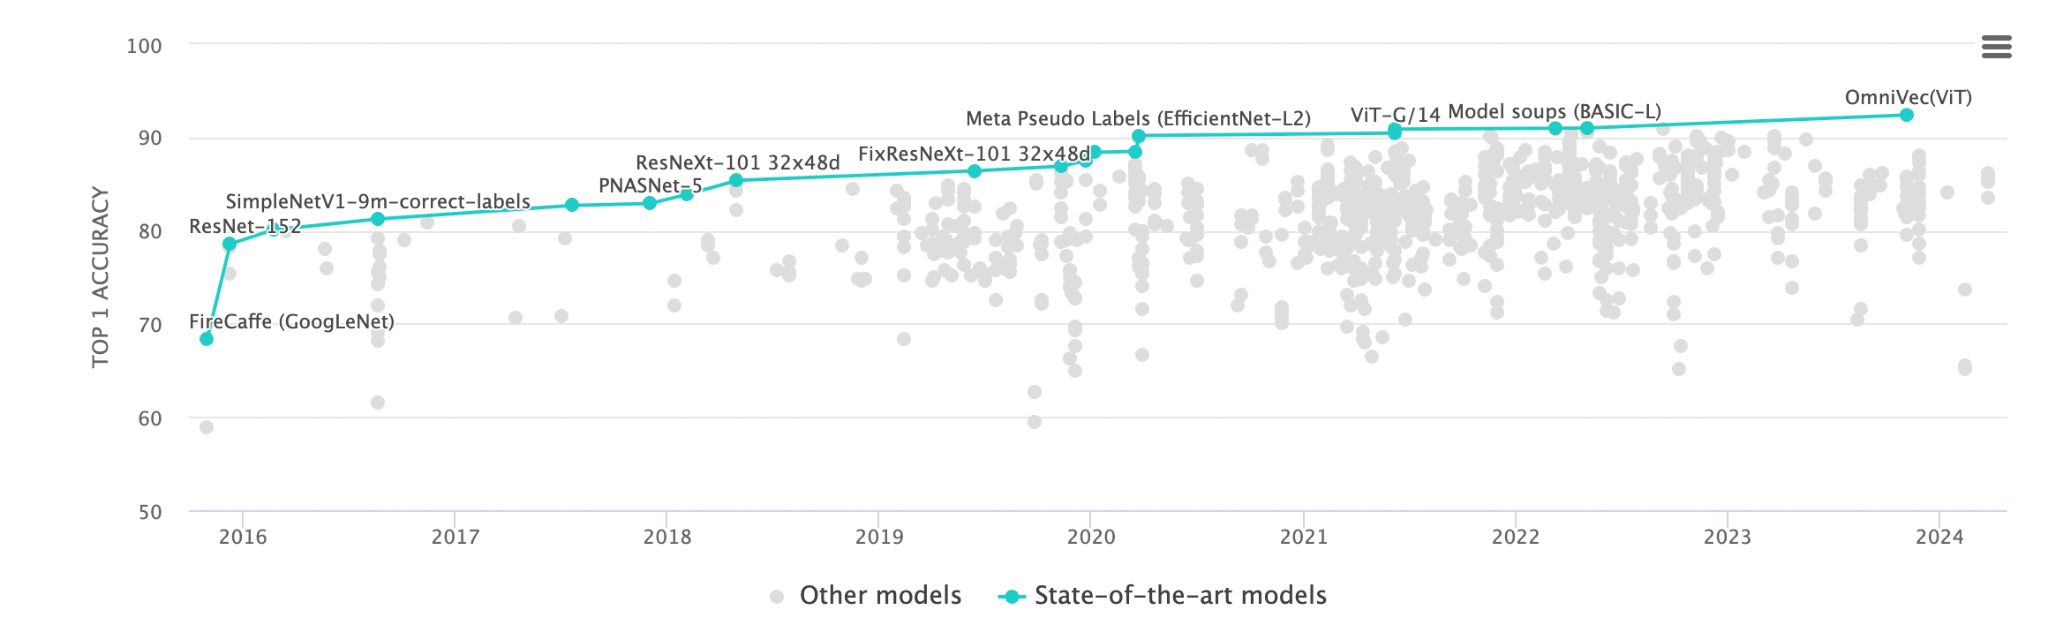 100
90
80
70
60
50
TOP 1 ACCURACY
FireCaffe (GoogLeNet)
ResNet-152
SimpleNetV1-9m-correct-labels
PNASNet-5
ResNeXt-101 32x48d
FixResNeXt-101 32x48d
Meta Pseudo Labels (EfficientNet-L2)
ViT-G/14
Model soups (BASIC-L)
OmniVec(ViT)
2016
2017
2018
2019
2020
2021
2022
2023
2024
Other models
State-of-the-art models